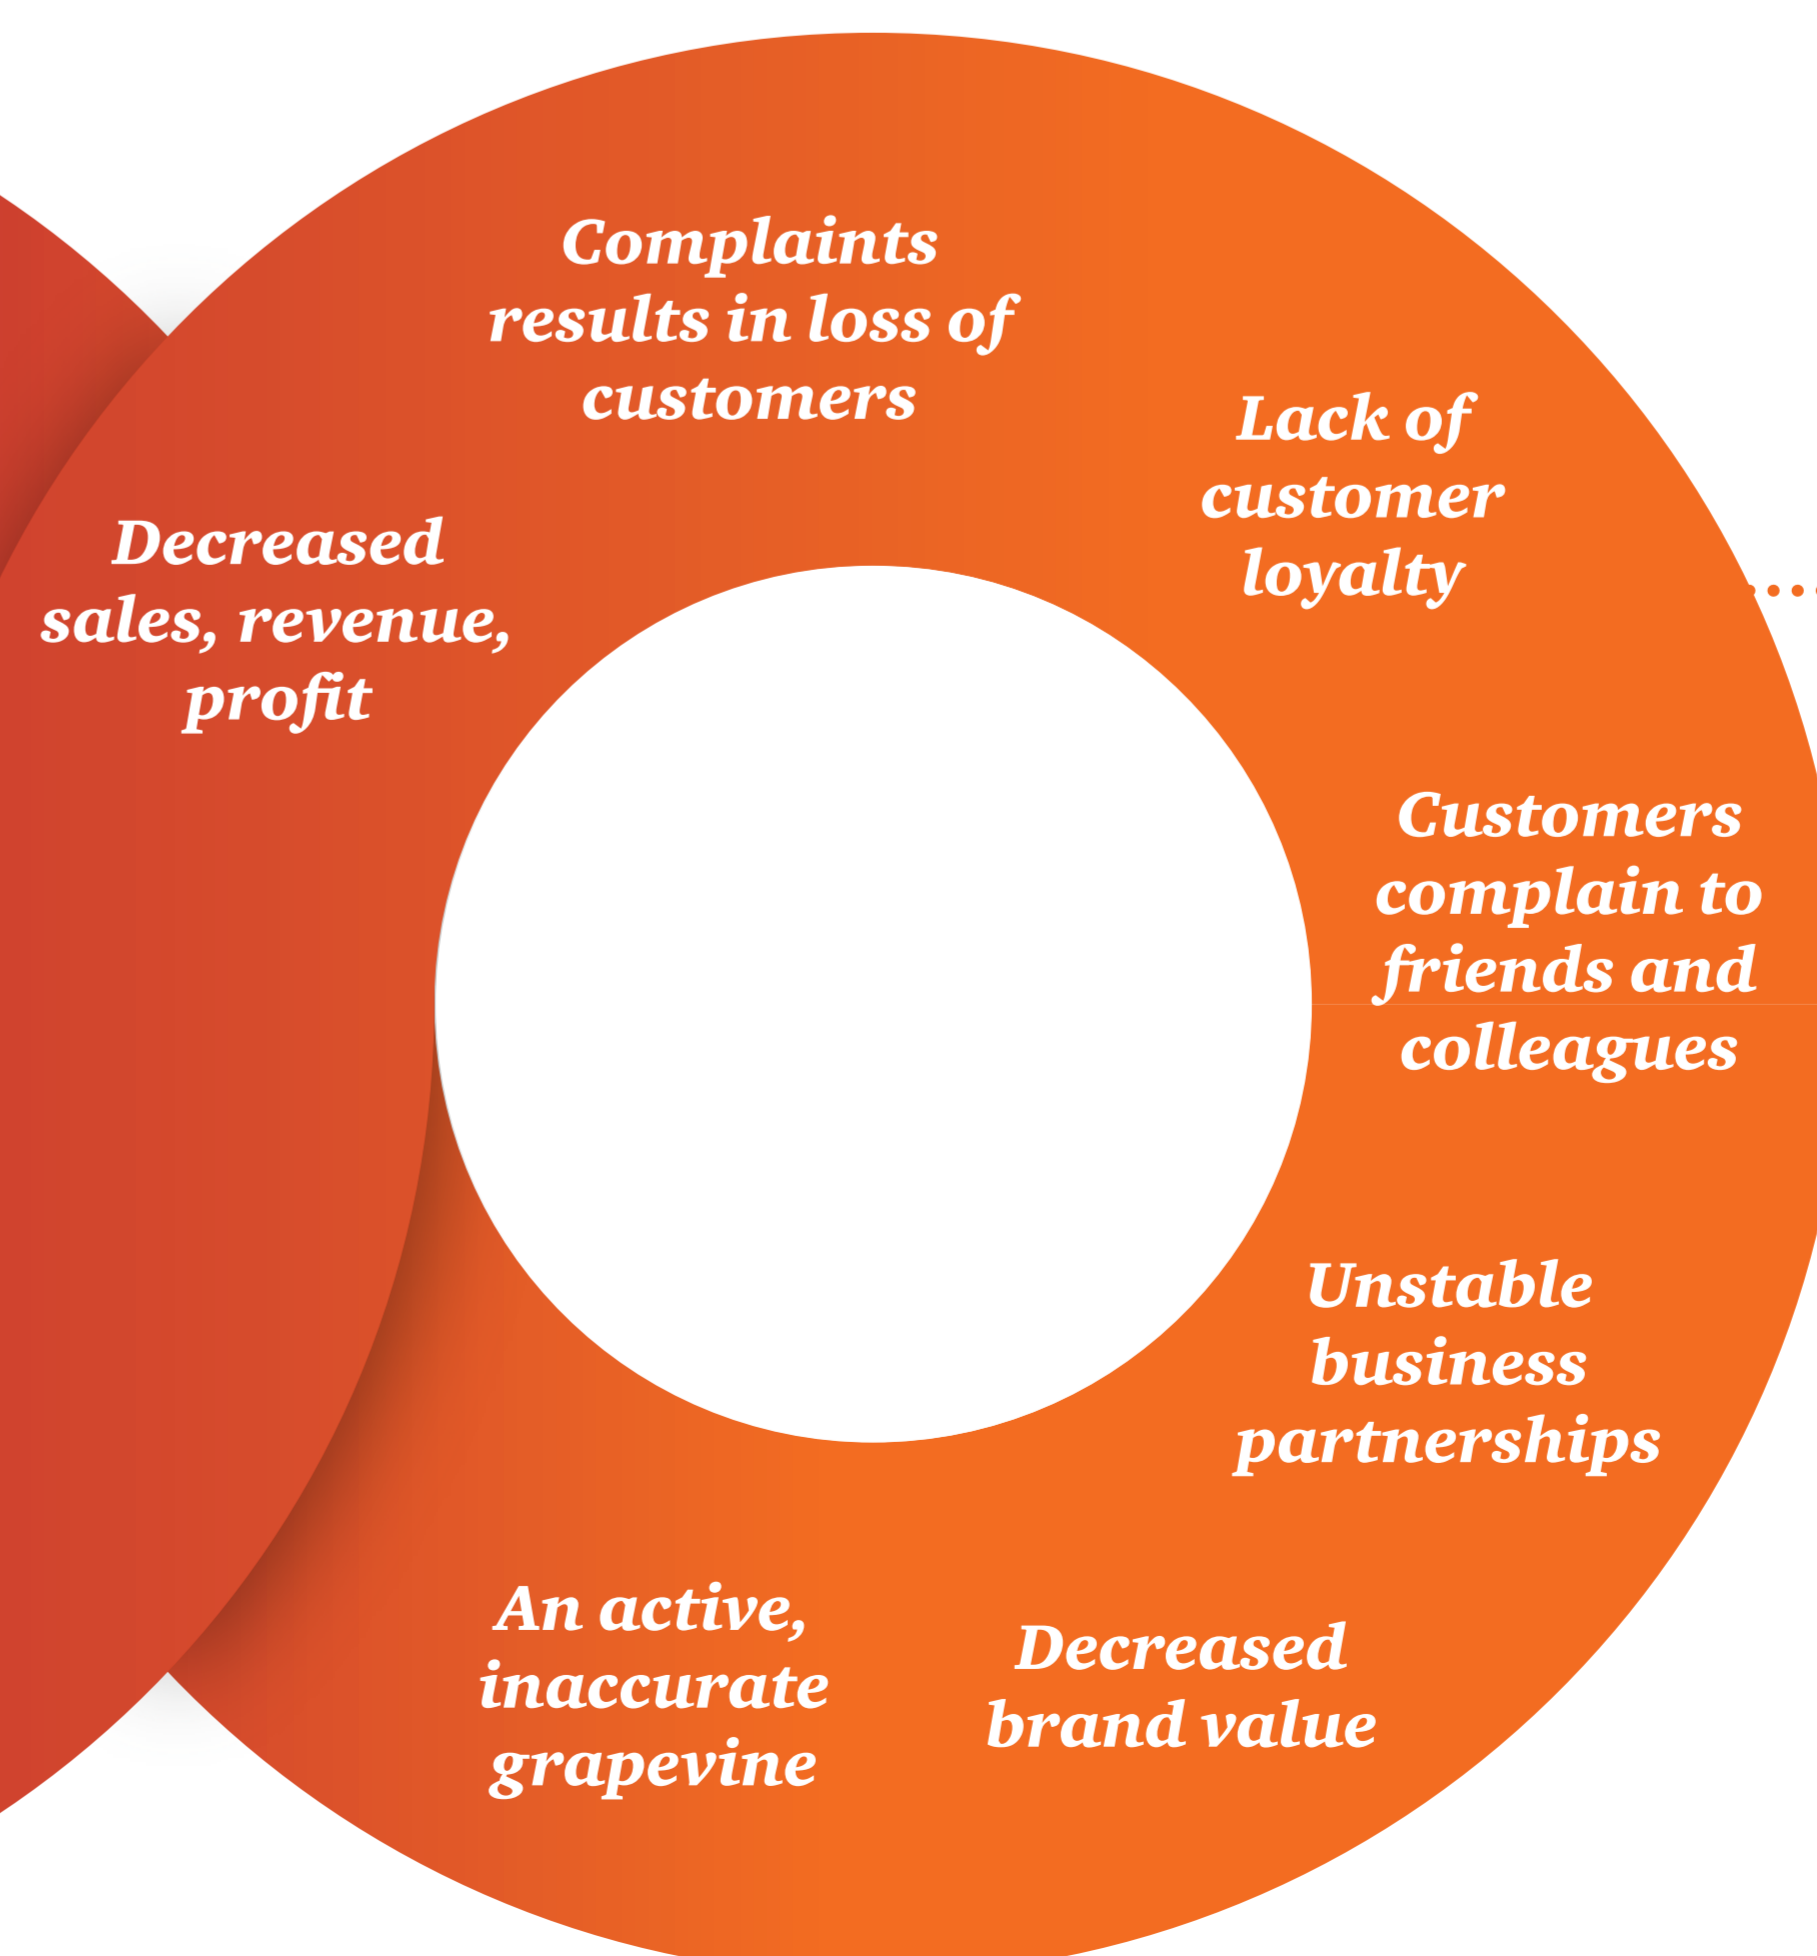 Complaints
results in loss of
customers
Lack of
customer
loyalty
Decreased
sales, revenue,
profit
Customers
complain to
friends and
colleagues
Unstable
business
partnerships
An active,
inaccurate
grapevine
Decreased
brand value